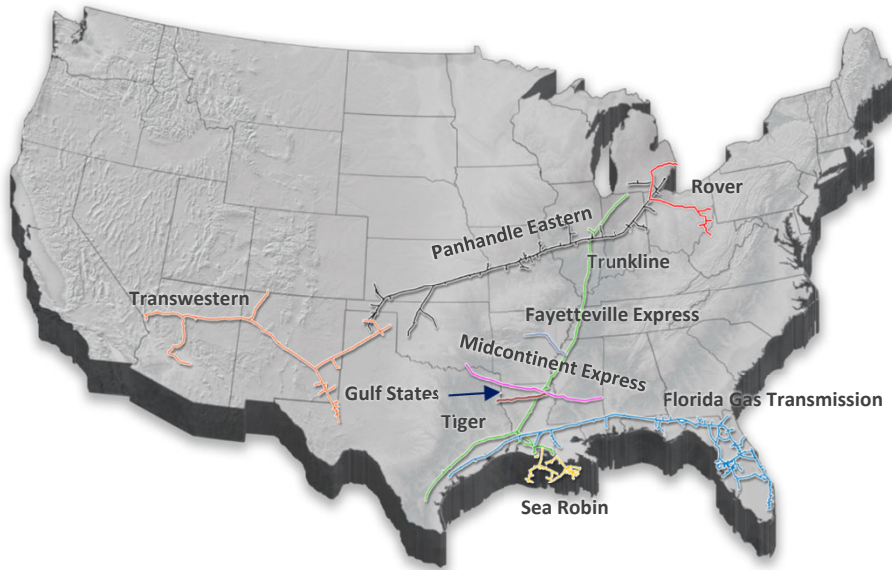 Rover
Panhandle Eastern
Trunkline
Transwestern
Fayetteville Express
Midcontinent Express
Gulf States
Florida Gas Transmission
Tiger
Sea Robin